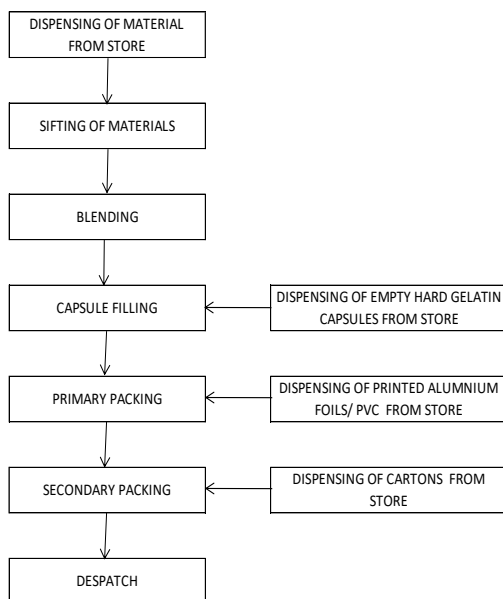 DISPENSING OF MATERIAL
FROM STORE
SIFTING OF MATERIALS
BLENDING
CAPSULE FILLING
DISPENSING OF EMPTY HARD GELATIN
CAPSULES FROM STORE
PRIMARY PACKING
DISPENSING OF PRINTED ALUMNIUM
FOILS/ PVC FROM STORE
SECONDARY PACKING
DISPENSING OF CARTONS FROM
STORE
DESPATCH